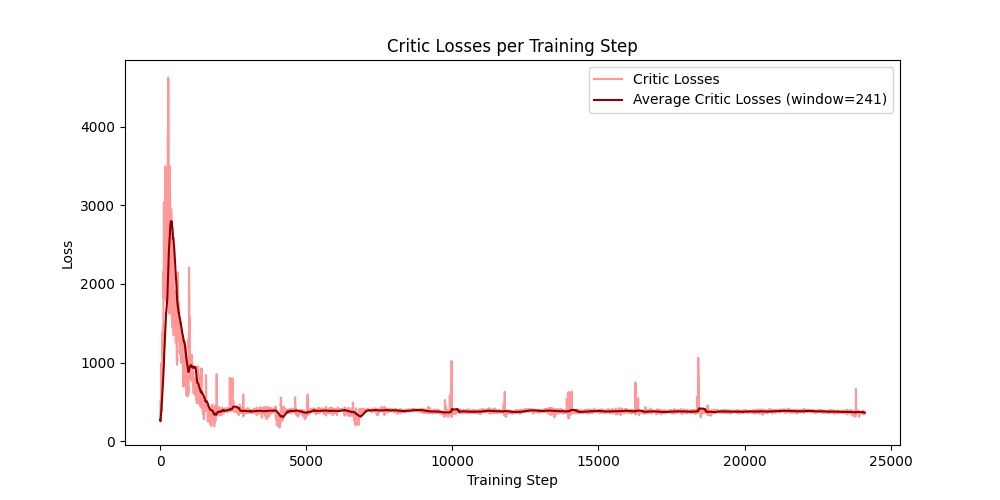 Critic Losses per Training Step
Critic Losses
Average Critic Losses (window=241)
4000
3000
2000
1000
0
Loss
0 5000 10000 15000 20000 25000
Training Step